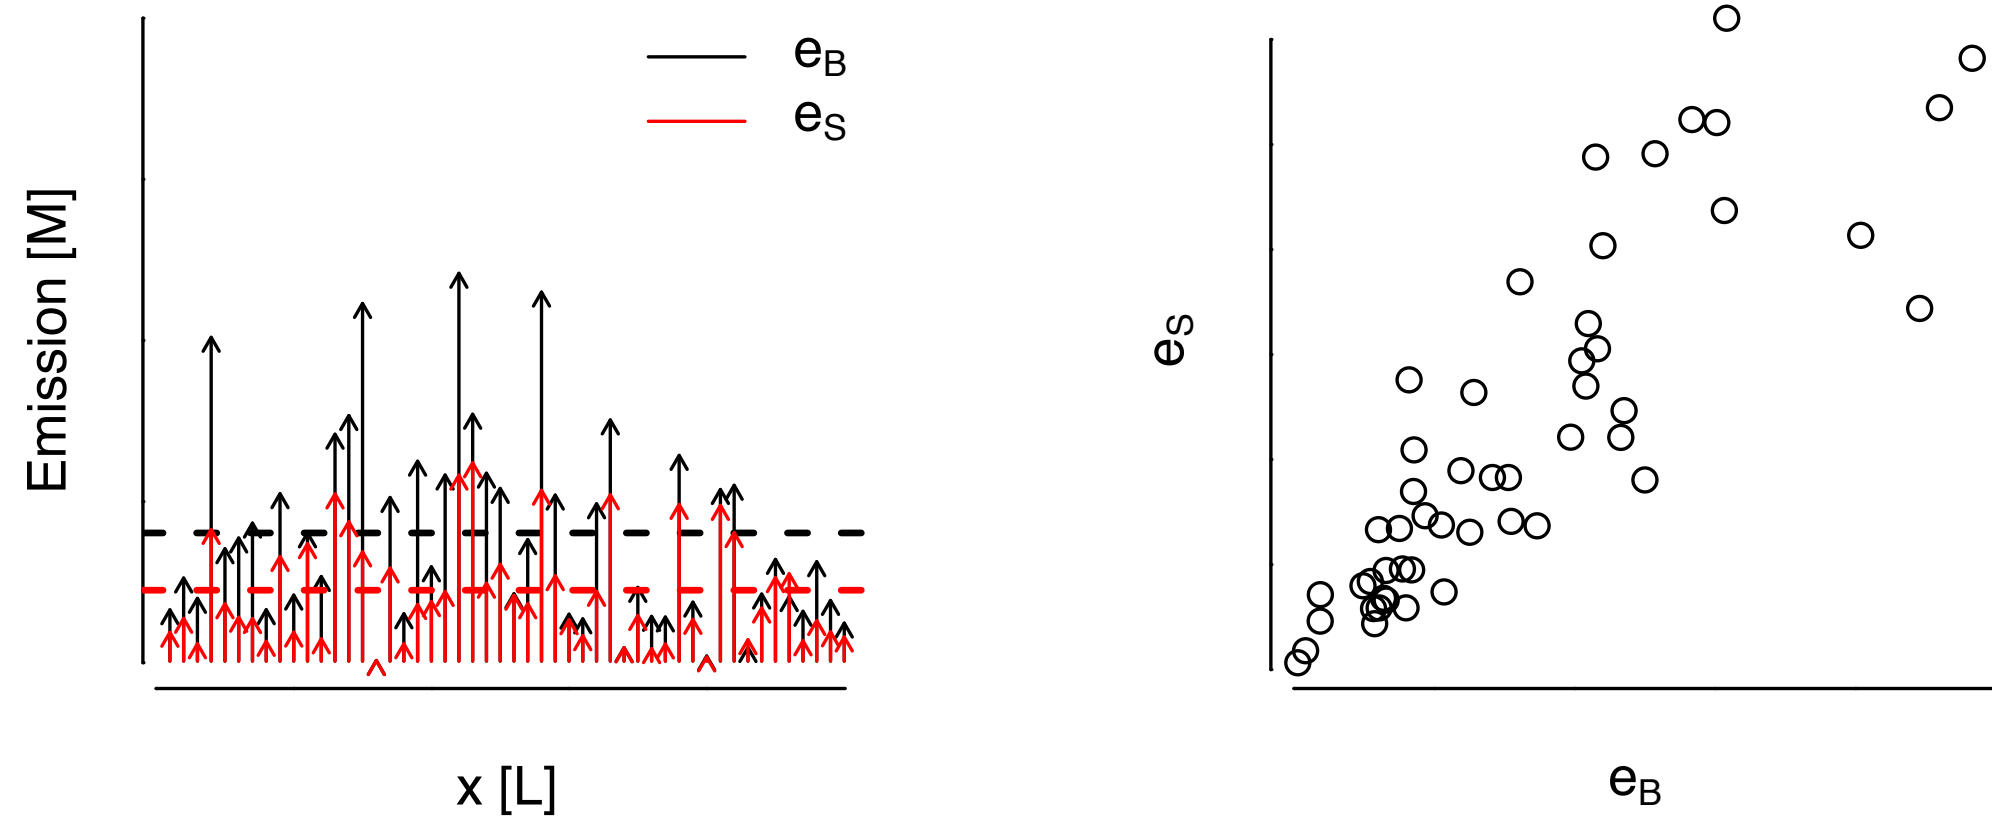 e_B
e_S
Emission [M]
x [L]
e_S
e_B